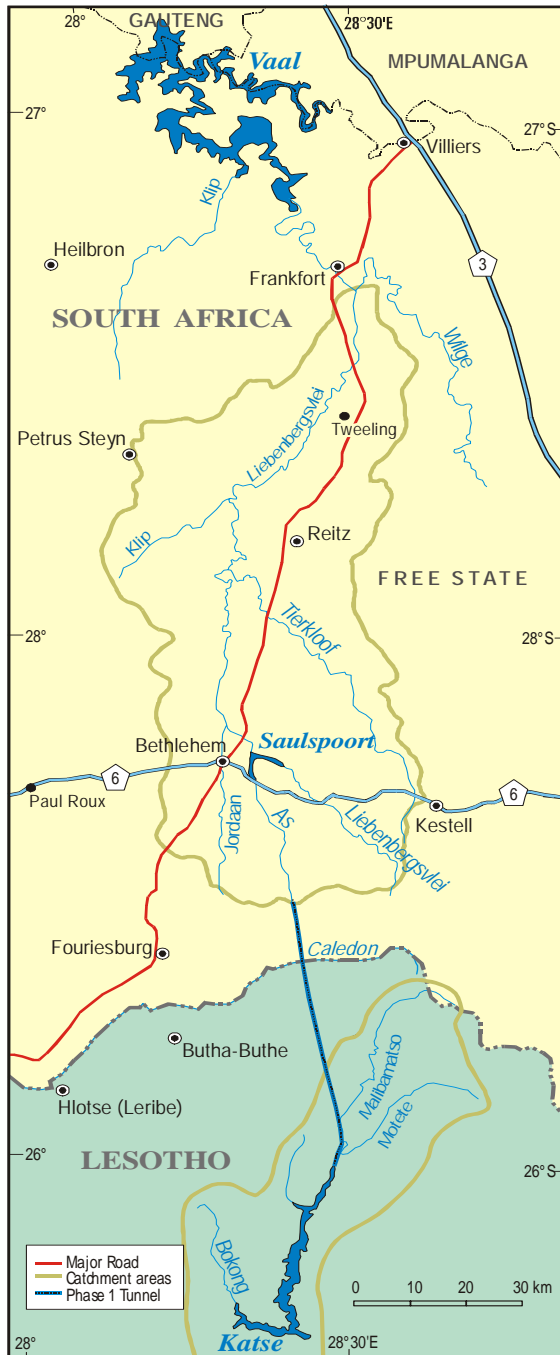 28°
28°30'E
GAUTENG
Vaal
MPUMALANGA
27°
27°S
Villiers
Klip
Heilbron
Frankfort
6
3
SOUTH AFRICA
Wilge
Liebenbergsvlei
Tweeling
Petrus Steyn
Klip
Reitz
FREE STATE
Tierkloof
28°
28°S
Bethlehem
Saulspoort
6
6
Paul Roux
As
Jordaan
Liebenbergsvlei
Kestell
Fouriesburg
Caledon
Butha-Buthe
Malibamatso
Hlotse (Leribe)
Motete
LESOTHO
26°
26°S
Bokong
Major Road
Catchment areas
Phase 1 Tunnel
0 10 20 30 km
Katse
28°
28°30'E